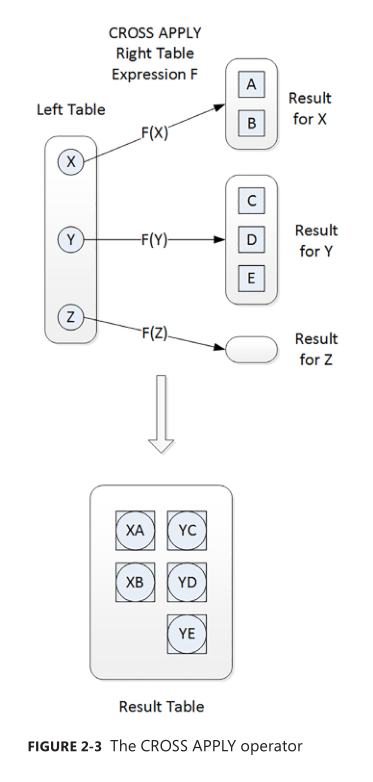 CROSS APPLY
Right Table
Expression F
Left Table
X
F(X)
A
B
Result
for X
Y
F(Y)
C
D
E
Result
for Y
Z
F(Z)
Result
for Z
XA YC
XB YD
YE
Result Table
FIGURE 2-3 The CROSS APPLY operator